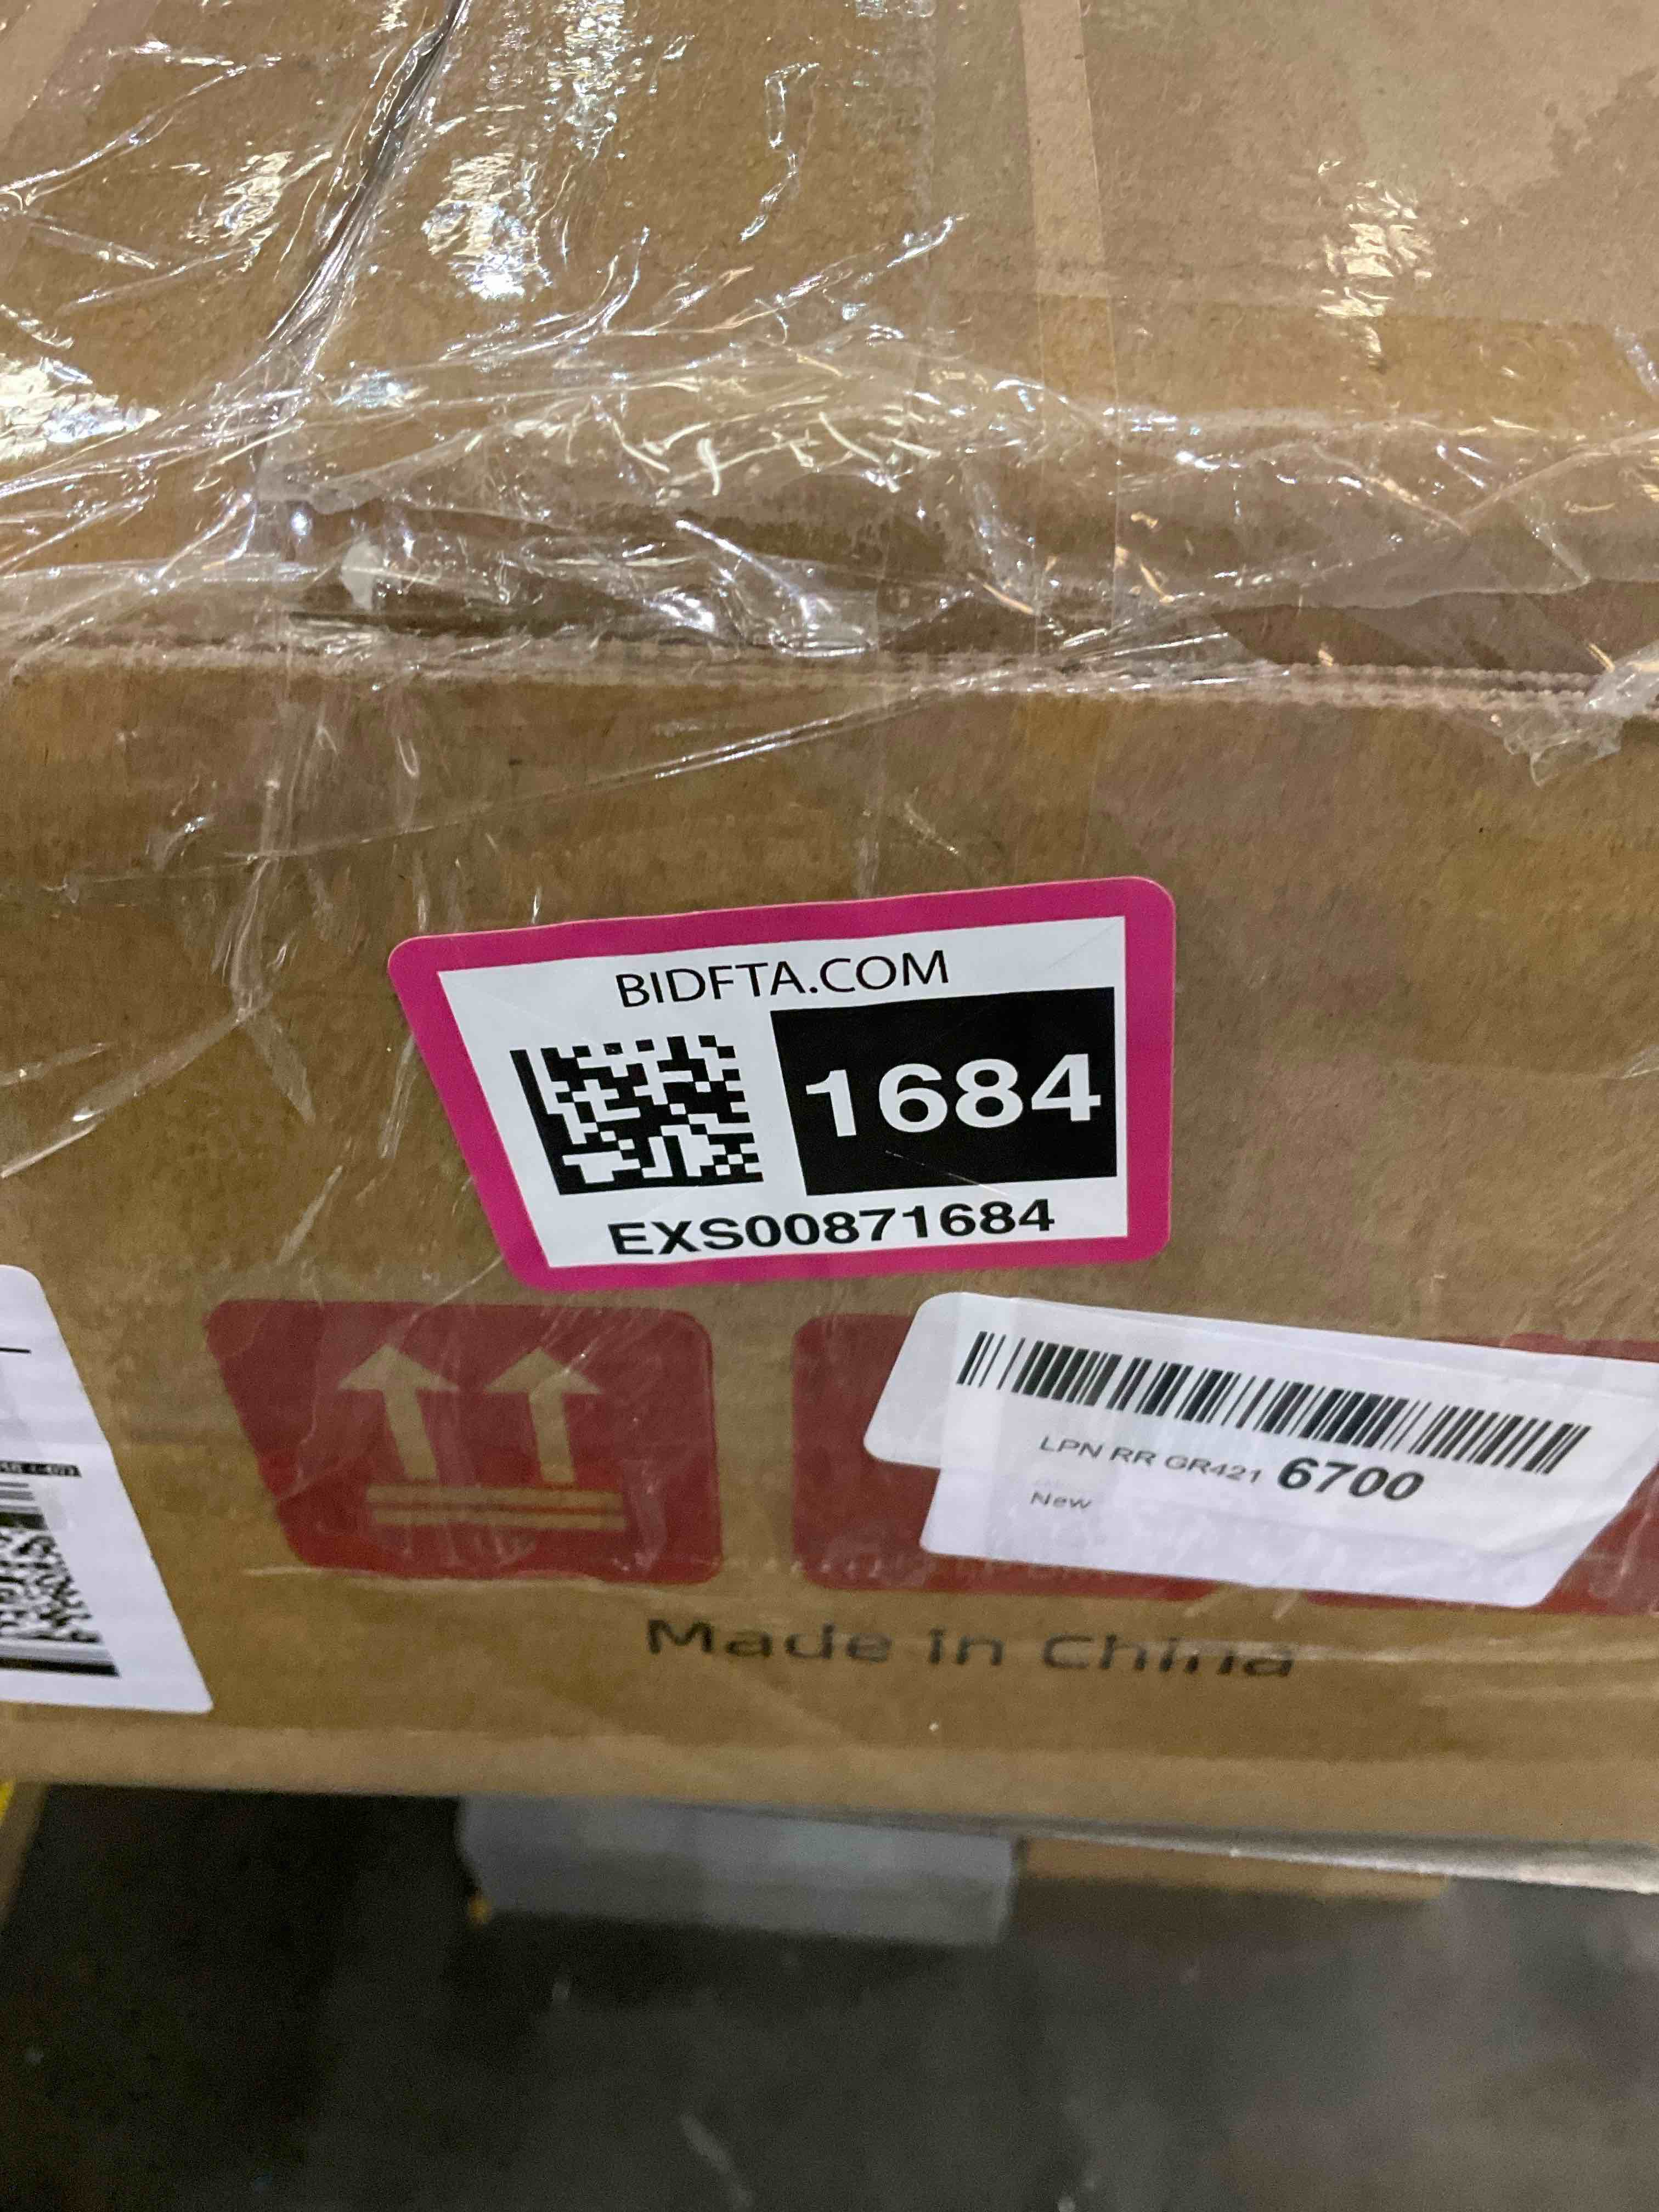 BIDFTA.COM
1684
EXS00871684
LPN RR GR421 6700
New
Made in China